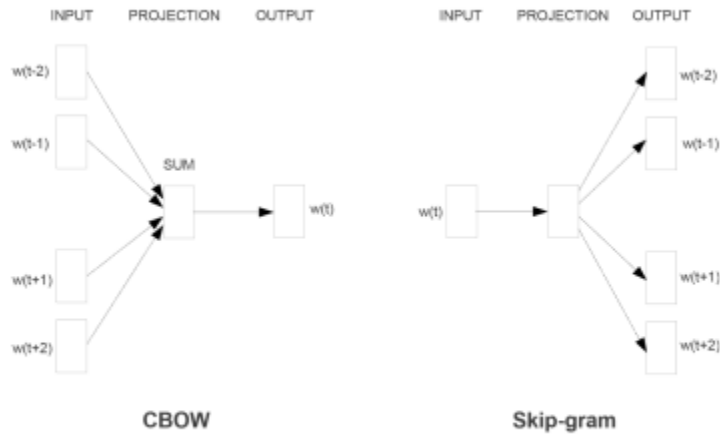 INPUT PROJECTION OUTPUT
w(t-2)
w(t-1)
SUM
w(t)
w(t+1)
w(t+2)
CBOW
INPUT PROJECTION OUTPUT
w(t-2)
w(t-1)
w(t)
w(t+1)
w(t+2)
Skip-gram